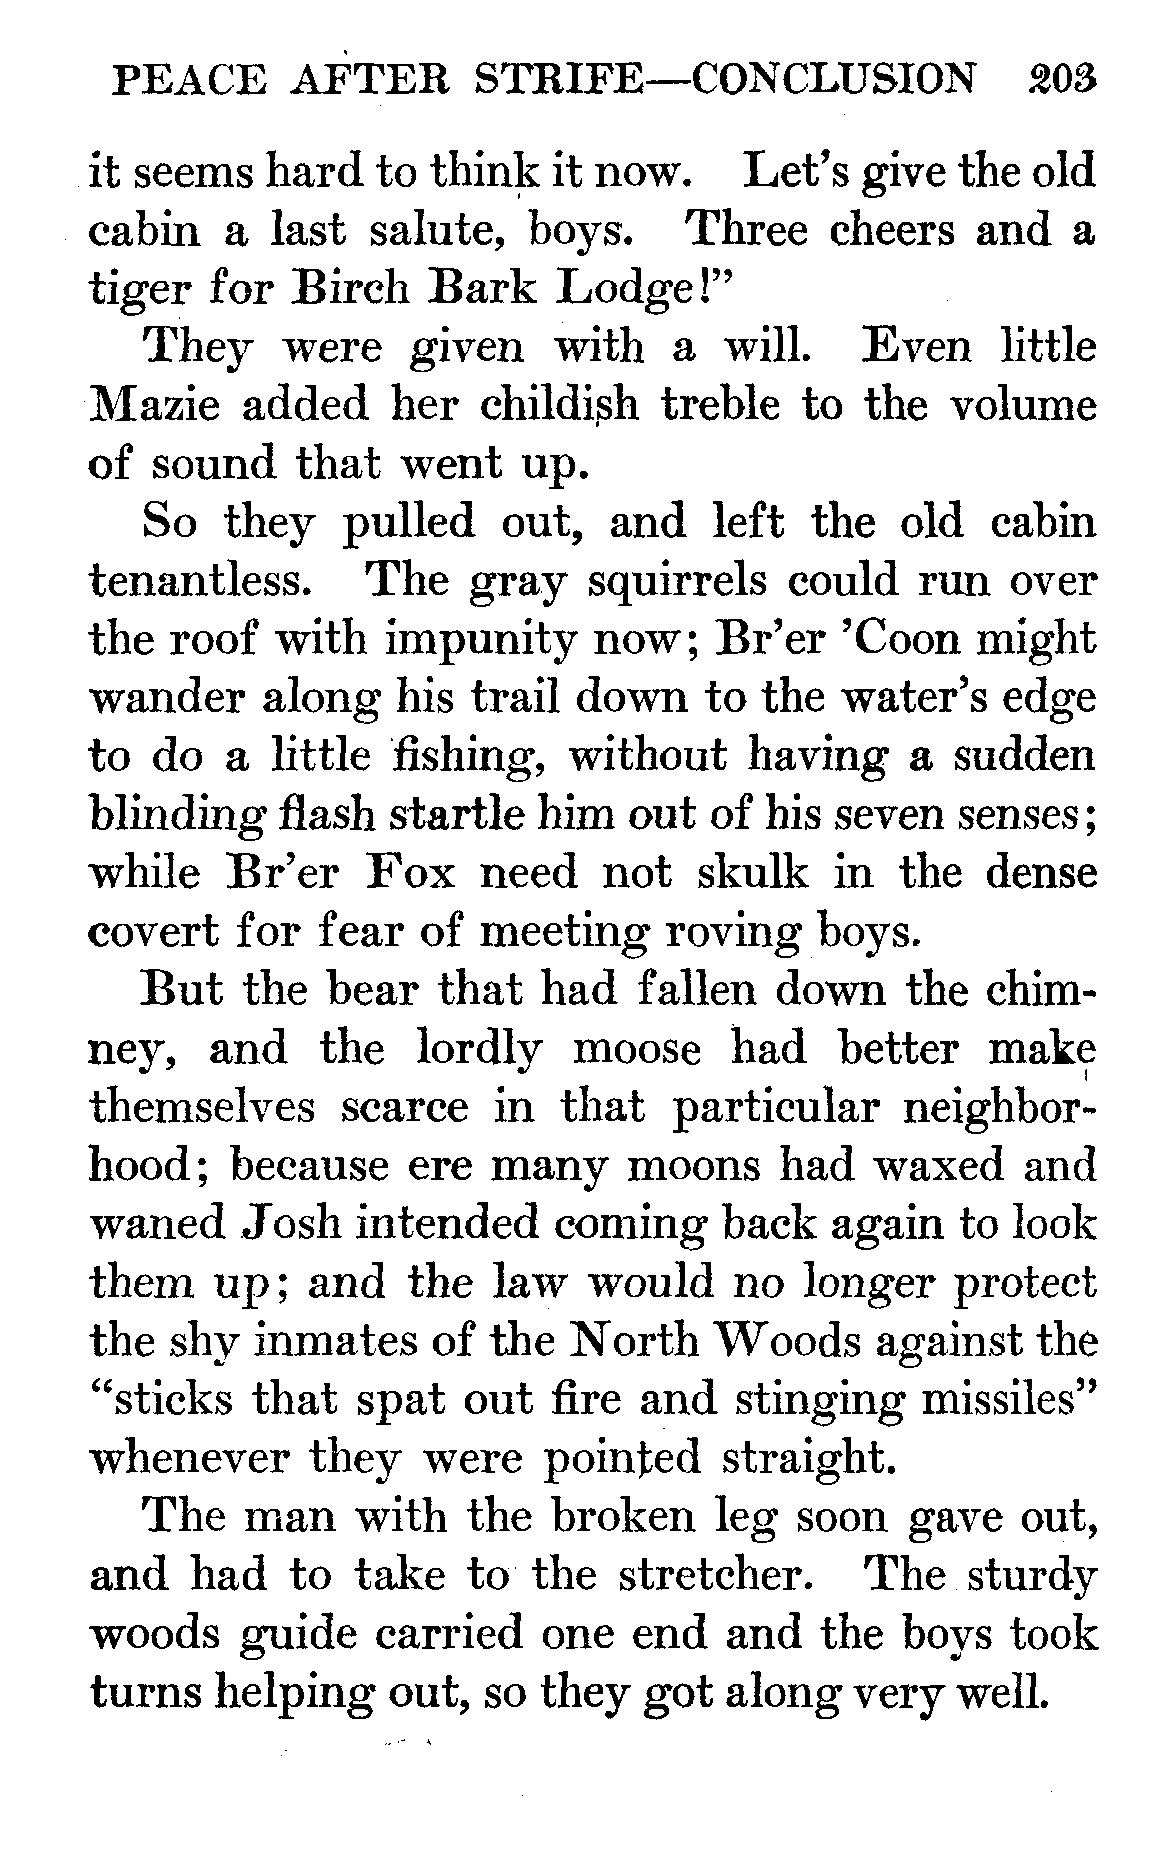 PEACE AFTER STRIFE—CONCLUSION 203
it seems hard to think it now. Let's give the old
cabin a last salute, boys. Three cheers and a
tiger for Birch Bark Lodge!”
They were given with a will. Even little
Mazie added her childish treble to the volume
of sound that went up.
So they pulled out, and left the old cabin
tenantless. The gray squirrels could run over
the roof with impunity now; Br’er ’Coon might
wander along his trail down to the water’s edge
to do a little fishing, without having a sudden
blinding flash startle him out of his seven senses;
while Br’er Fox need not skulk in the dense
covert for fear of meeting roving boys.
But the bear that had fallen down the chim-
ney, and the lordly moose had better make
themselves scarce in that particular neighbor-
hood; because ere many moons had waxed and
waned Josh intended coming back again to look
them up; and the law would no longer protect
the shy inmates of the North Woods against the
“sticks that spat out fire and stinging missiles”
whenever they were pointed straight.
The man with the broken leg soon gave out,
and had to take to the stretcher. The sturdy
woods guide carried one end and the boys took
turns helping out, so they got along very well.